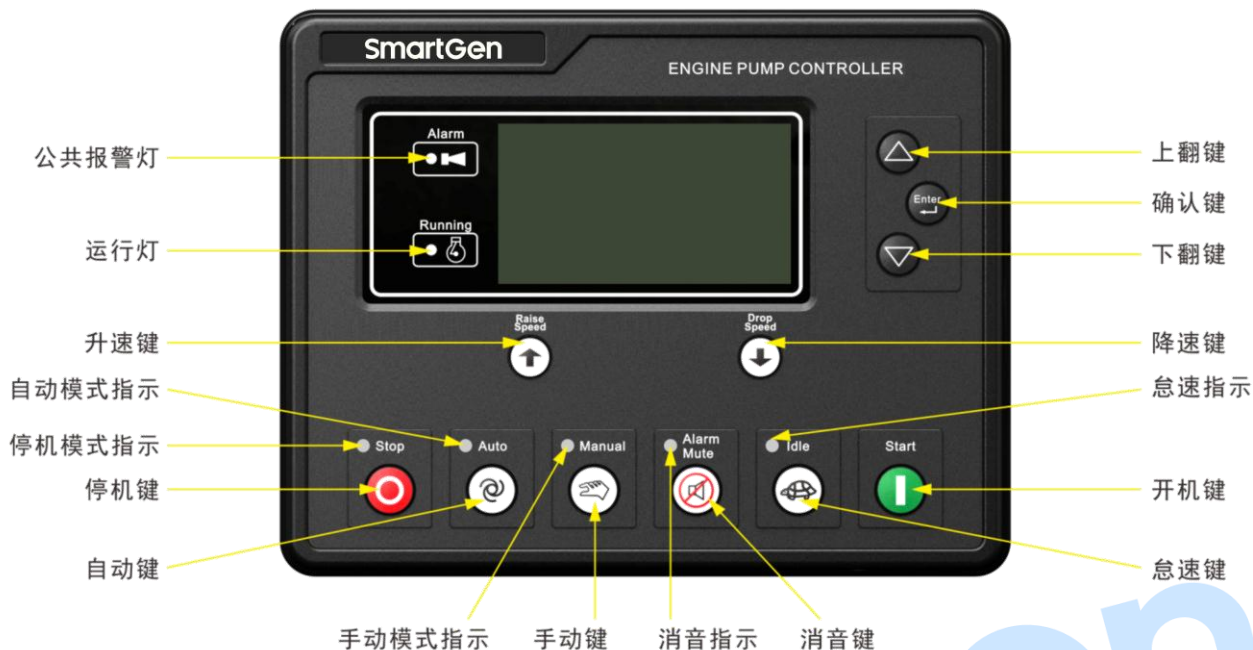 SmartGen
ENGINE PUMP CONTROLLER
Alarm
公共报警灯
上翻键
Enter
确认键
Running
运行灯
下翻键
Raise
Speed
Drop
Speed
升速键
降速键
自动模式指示
怠速指示
停机模式指示
Stop
Auto
Manual
Alarm
Mute
Idle
Start
停机键
开机键
自动键
怠速键
手动模式指示
手动键
消音指示
消音键